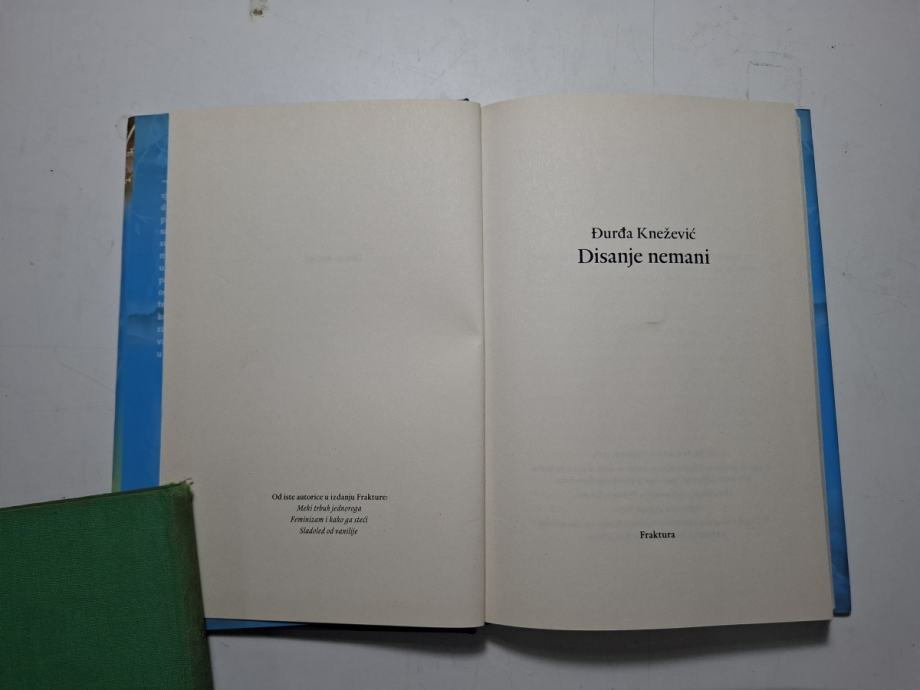 Od iste autorice u izdanju Frakture:
Meki trbuh jednoroga
Feminizam i kako ga steći
Sladoled od vanilije
Đurđa Knežević
Disanje nemani
Fraktura